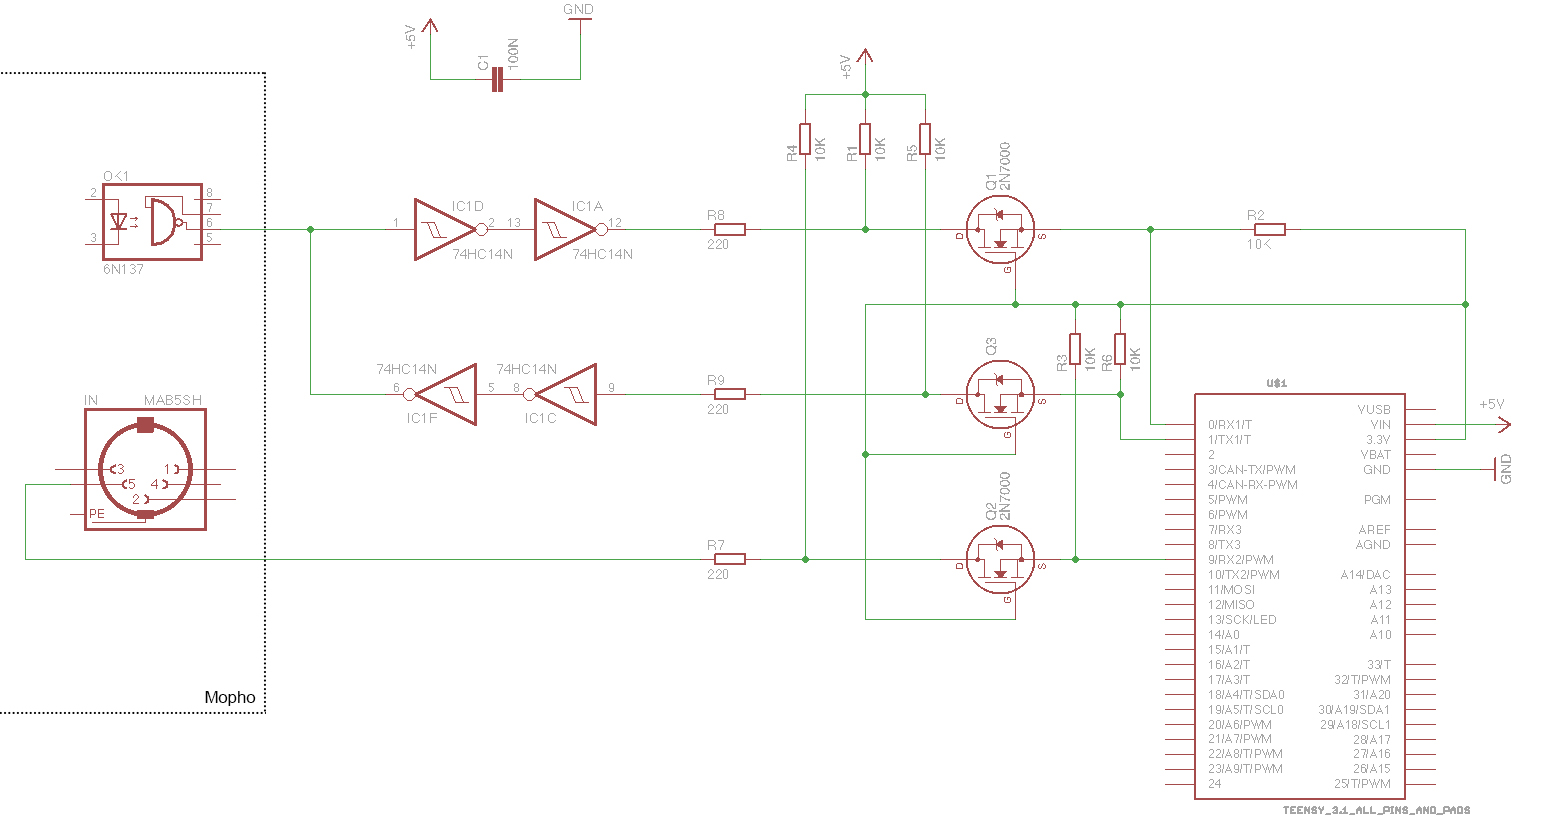 GND
+5V
C1
100N
+5V
R4
10K
R1
10K
R5
10K
Q1
2N7000
D
S
G
OK1
2
3
8
7
6
5
6N137
1
IC1D
2
74HC14N
13
IC1A
12
74HC14N
R8
220
R2
10K
74HC14N
6
IC1F
5
74HC14N
8
IC1C
9
R9
220
Q3
D
S
G
R3
10K
R6
10K
IN
MAB5SH
3
1
5
4
2
PE
R7
220
Q2
2N7000
D
S
G
Mopho
U$1
+5V
GND
0/RX1/T
1/TX1/T
2
3/CAN-TX/PWM
4/CAN-RX-PWM
5/PWM
6/PWM
7/RX3
8/TX3
9/RX2/PWM
10/TX2/PWM
11/MOSI
12/MISO
13/SCK/LED
14/A0
15/A1/T
16/A2/T
17/A3/T
18/A4/T/SDA0
19/A5/T/SCL0
20/A6/PWM
21/A7/PWM
22/A8/T/PWM
23/A9/T/PWM
24
VUSB
VIN
3.3V
VBAT
GND
PGM
AREF
AGND
A14/DAC
A13
A12
A11
A10
33/T
32/T/PWM
31/A20
30/A19/SDA1
29/A18/SCL1
28/A17
27/A16
26/A15
25/T/PWM
TEENSY_3.1_ALL_PINS_AND_PADS